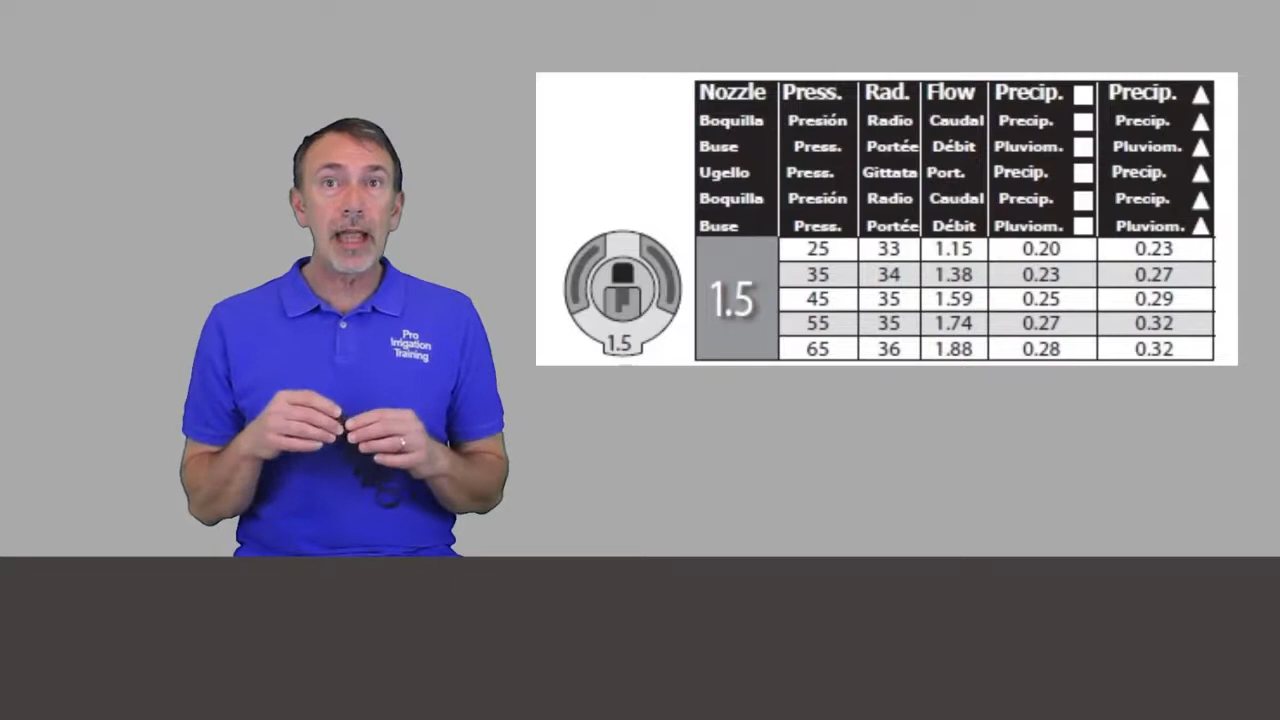 Nozzle Press. Rad. Flow Precip. Precip.
Boquilla Presión Radio Caudal Precip. Precip.
Buse Press. Portée Débit Pluviom. Pluviom.
Ugello Press. Gittata Port. Precip. Precip.
Boquilla Presión Radio Caudal Precip. Precip.
Buse Press. Portée Débit Pluviom. Pluviom.
1.5
25 33 1.15 0.20 0.23
35 34 1.38 0.23 0.27
45 35 1.59 0.25 0.29
55 35 1.74 0.27 0.32
65 36 1.88 0.28 0.32
1.5
Pro
Irrigation
Training